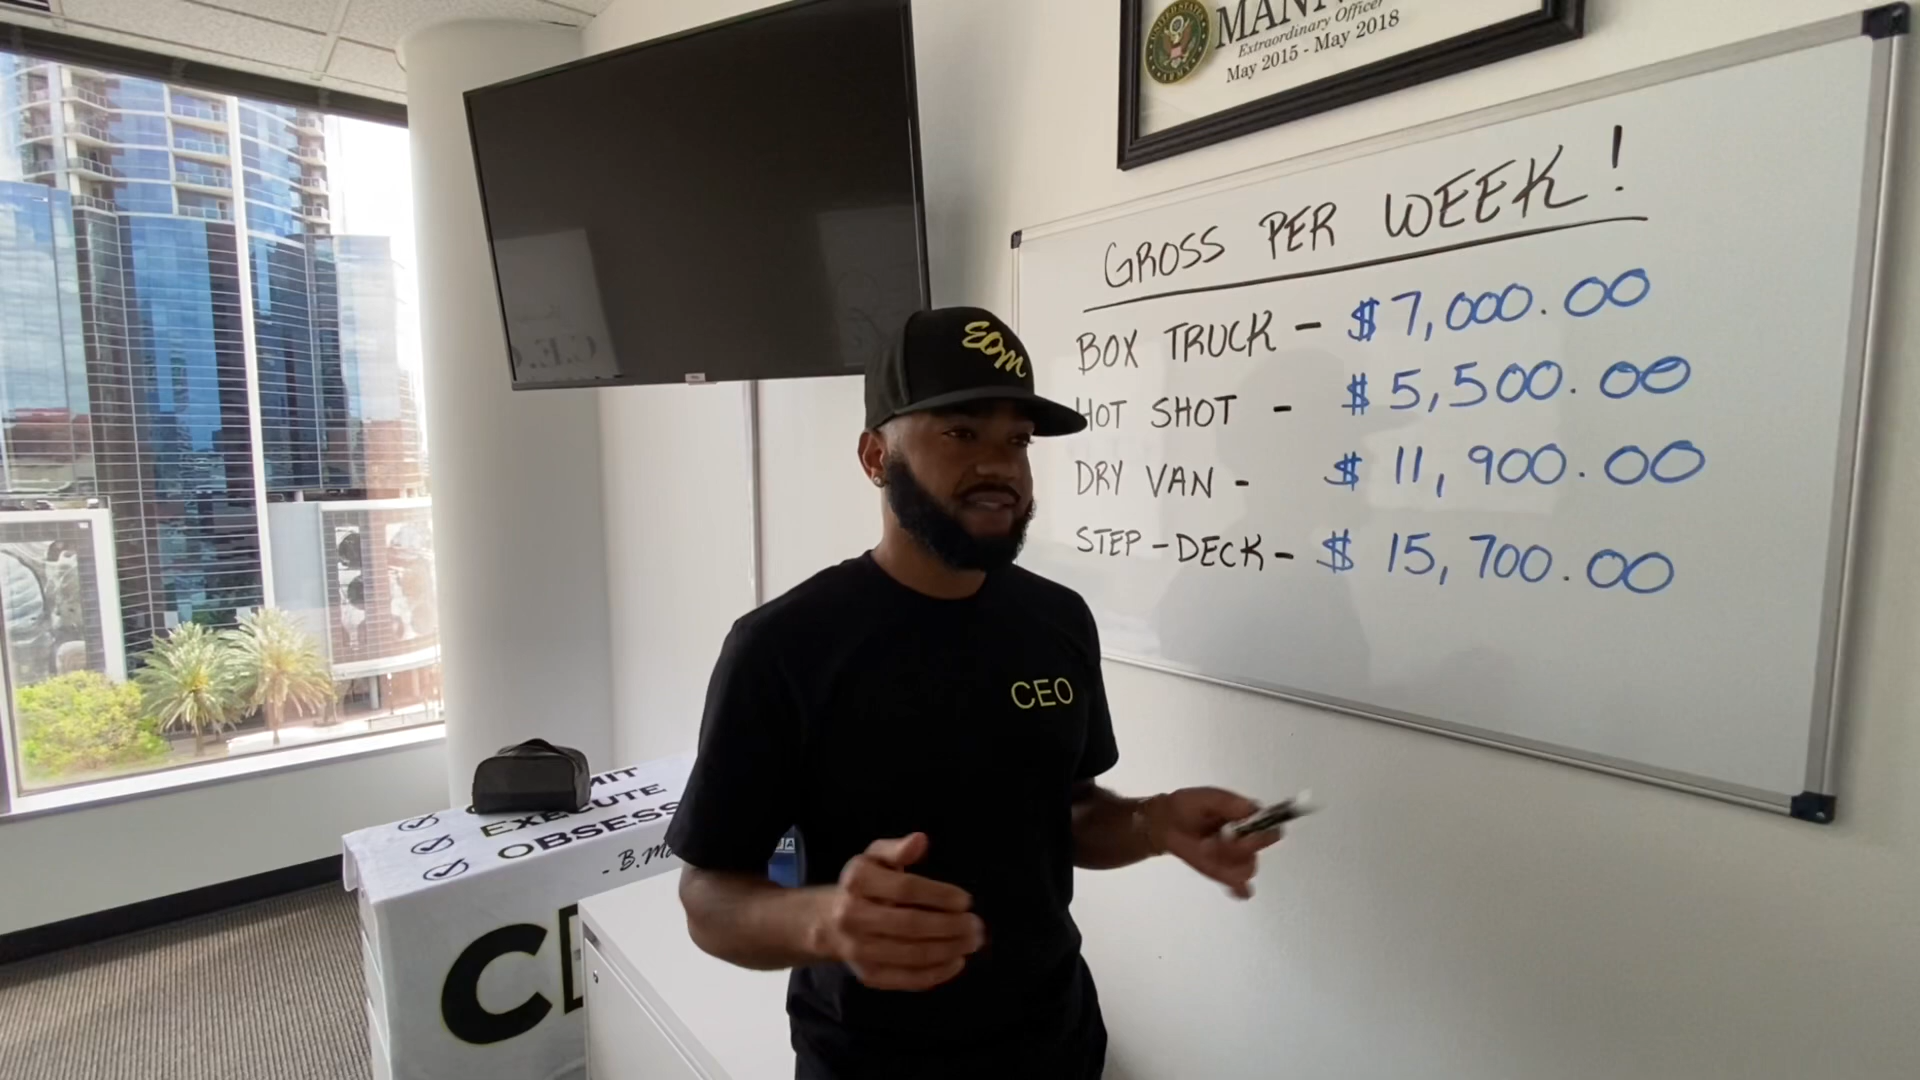 Extraordinary Officer
May 2015 - May 2018
GROSS PER WEEK!
BOX TRUCK - $7,000.00
HOT SHOT - $5,500.00
DRY VAN - $11,900.00
STEP-DECK - $15,700.00
EOM
CEO
EXECUTE
OBSESS